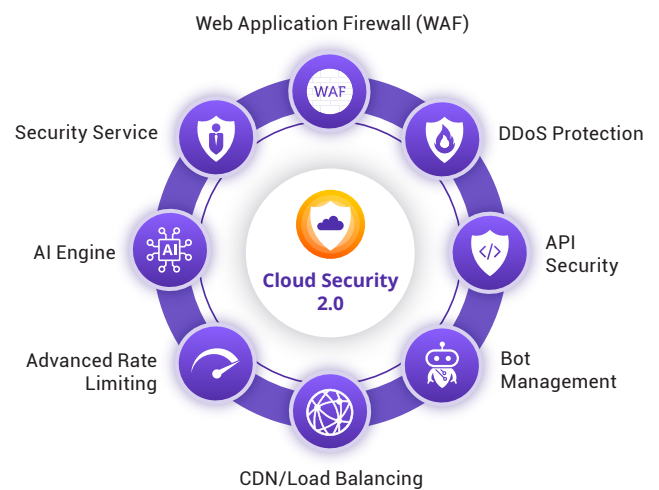 Web Application Firewall (WAF)
WAF
Security Service
DDoS Protection
AI Engine
AI
Cloud Security
2.0
</>
API
Security
Advanced Rate
Limiting
Bot
Management
CDN/Load Balancing